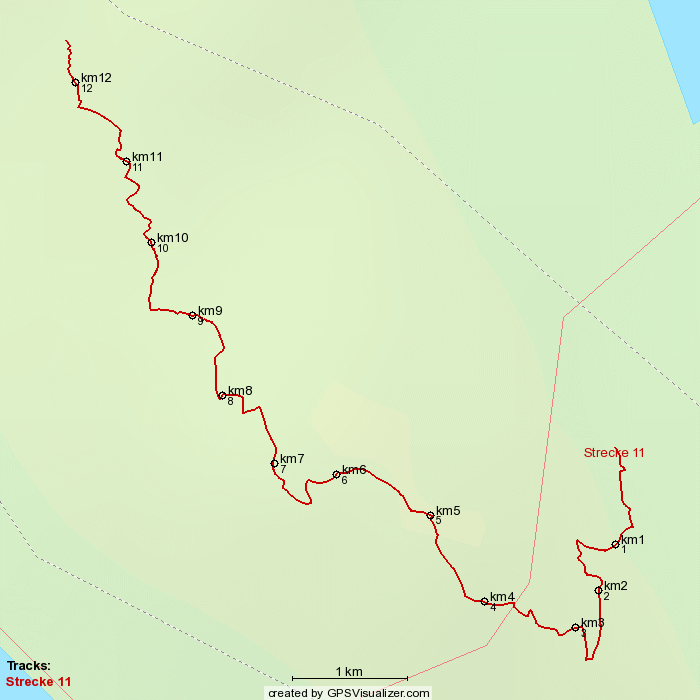 km12
12
km11
11
km10
10
km9
9
km8
8
Strecke 11
km7
7
km6
6
km5
5
km1
1
km2
2
km4
4
km3
3
Tracks:
Strecke 11
1 km
created by GPSVisualizer.com